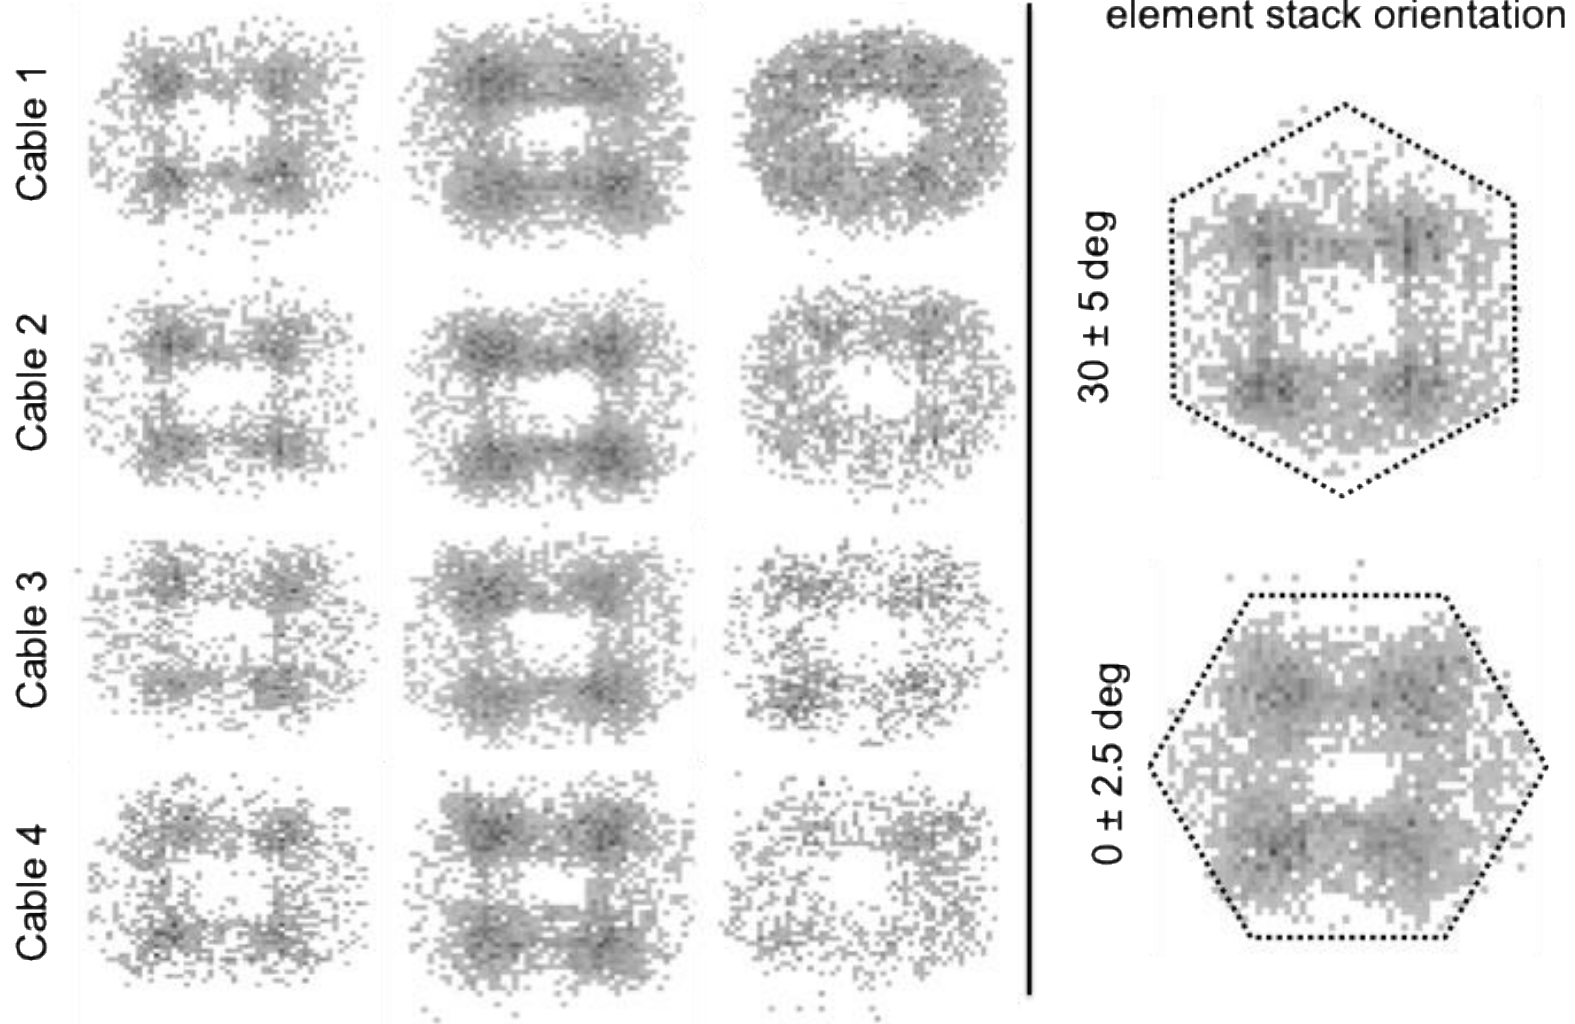 element stack orientation
Cable 1
Cable 2
Cable 3
Cable 4
30 ± 5 deg
0 ± 2.5 deg